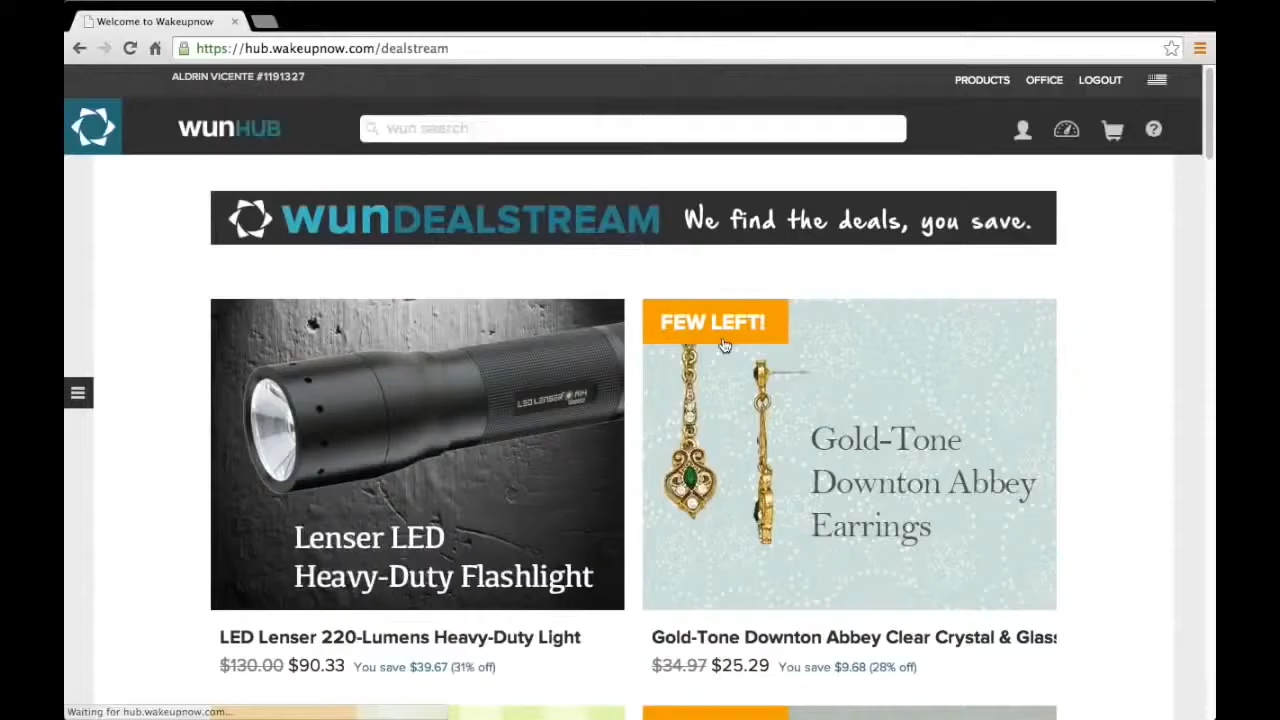 Welcome to Wakeupnow
https://hub.wakeupnow.com/dealstream
ALDRIN VICENTE #1191327
PRODUCTS OFFICE LOGOUT
wunHUB
wun search
wunDEALSTREAM We find the deals, you save.
FEW LEFT!
LED LENSER
Gold-Tone
Downton Abbey
Earrings
Lenser LED
Heavy-Duty Flashlight
LED Lenser 220-Lumens Heavy-Duty Light
$130.00 $90.33 You save $39.67 (31% off)
Gold-Tone Downton Abbey Clear Crystal & Glass
$34.97 $25.29 You save $9.68 (28% off)
Waiting for hub.wakeupnow.com...